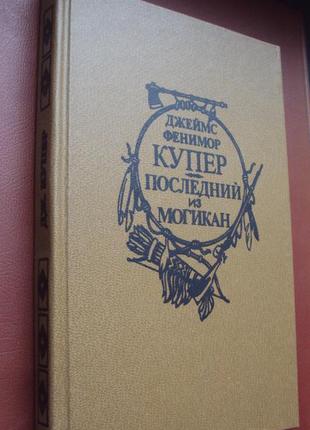 ДЖЕЙМС
ФЕНИМОР
КУПЕР
ПОСЛЕДНИЙ
ИЗ
МОГИКАН